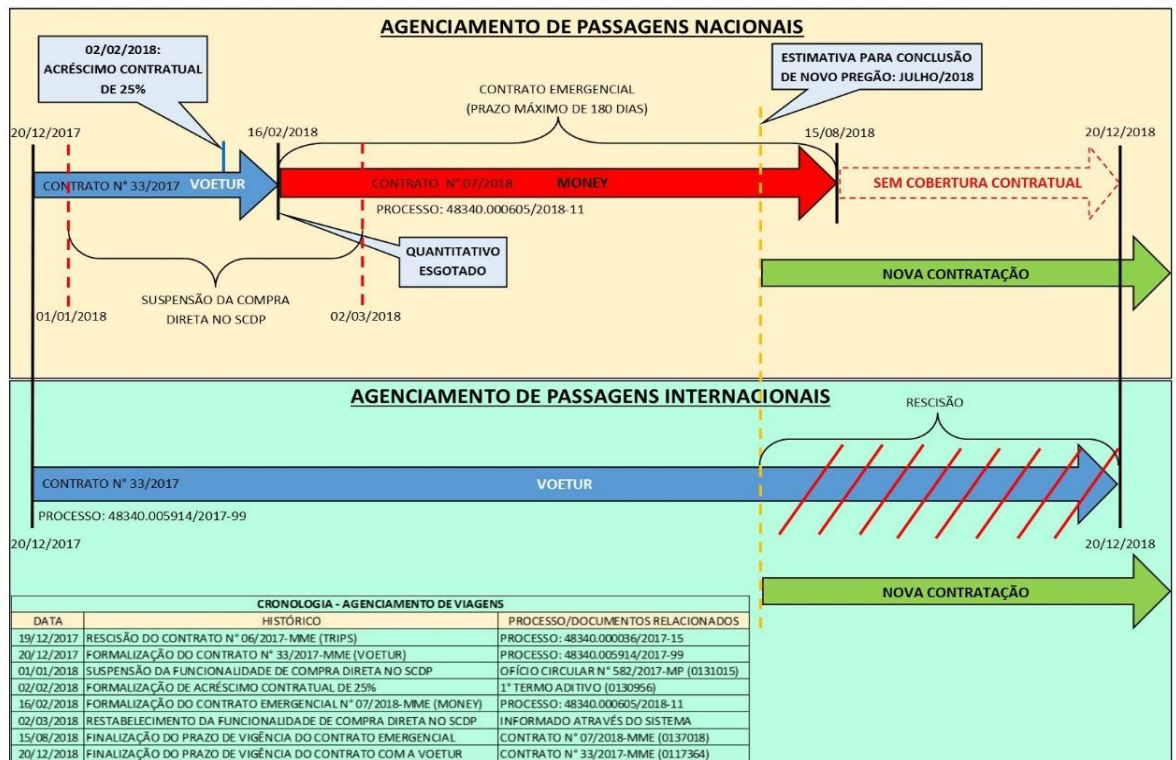 AGENCIAMENTO DE PASSAGENS NACIONAIS
02/02/2018:
ACRÉSCIMO CONTRATUAL
DE 25%
ESTIMATIVA PARA CONCLUSÃO
DE NOVO PREGÃO: JULHO/2018
CONTRATO EMERGENCIAL
(PRAZO MÁXIMO DE 180 DIAS)
20/12/2017
16/02/2018
15/08/2018
20/12/2018
CONTRATO N° 33/2017 VOETUR
CONTRATO N° 07/2018 MONEY
SEM COBERTURA CONTRATUAL
PROCESSO: 48340.000605/2018-11
QUANTITATIVO
ESGOTADO
NOVA CONTRATAÇÃO
SUSPENSÃO DA COMPRA
DIRETA NO SCDP
01/01/2018
02/03/2018
AGENCIAMENTO DE PASSAGENS INTERNACIONAIS
RESCISÃO
CONTRATO N° 33/2017
VOETUR
PROCESSO: 48340.005914/2017-99
20/12/2017
20/12/2018
NOVA CONTRATAÇÃO
CRONOLOGIA - AGENCIAMENTO DE VIAGENS
DATA HISTÓRICO PROCESSO/DOCUMENTOS RELACIONADOS
19/12/2017 RESCISÃO DO CONTRATO N° 06/2017-MME (TRIPS) PROCESSO: 48340.000036/2017-15
20/12/2017 FORMALIZAÇÃO DO CONTRATO N° 33/2017-MME (VOETUR) PROCESSO: 48340.005914/2017-99
01/01/2018 SUSPENSÃO DA FUNCIONALIDADE DE COMPRA DIRETA NO SCDP OFÍCIO CIRCULAR N° 582/2017-MP (0131015)
02/02/2018 FORMALIZAÇÃO DE ACRÉSCIMO CONTRATUAL DE 25% 1° TERMO ADITIVO (0130956)
16/02/2018 FORMALIZAÇÃO DO CONTRATO EMERGENCIAL N° 07/2018-MME (MONEY) PROCESSO: 48340.000605/2018-11
02/03/2018 RESTABELECIMENTO DA FUNCIONALIDADE DE COMPRA DIRETA NO SCDP INFORMADO ATRAVÉS DO SISTEMA
15/08/2018 FINALIZAÇÃO DO PRAZO DE VIGÊNCIA DO CONTRATO EMERGENCIAL CONTRATO N° 07/2018-MME (0137018)
20/12/2018 FINALIZAÇÃO DO PRAZO DE VIGÊNCIA DO CONTRATO COM A VOETUR CONTRATO N° 33/2017-MME (0117364)